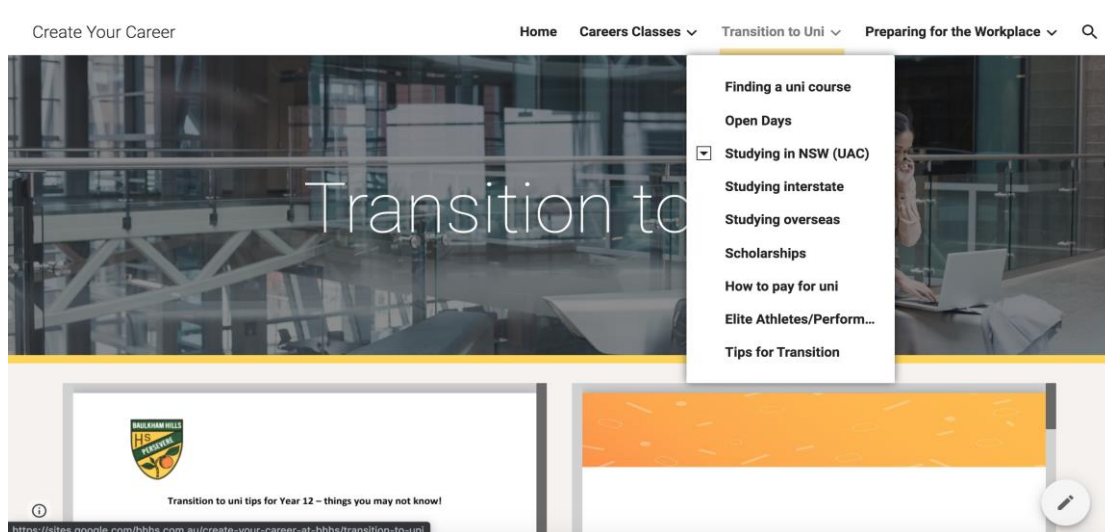 Create Your Career
Home Careers Classes Transition to Uni Preparing for the Workplace
Finding a uni course
Open Days
Studying in NSW (UAC)
Studying interstate
Studying overseas
Scholarships
How to pay for uni
Elite Athletes/Perform...
Tips for Transition
Transition to
BAULKHAM HILLS
HS
PERSEVERE
Transition to uni tips for Year 12 – things you may not know!
https://sites.google.com/bhhs.com.au/create-your-career-at-bhhs/transition-to-uni